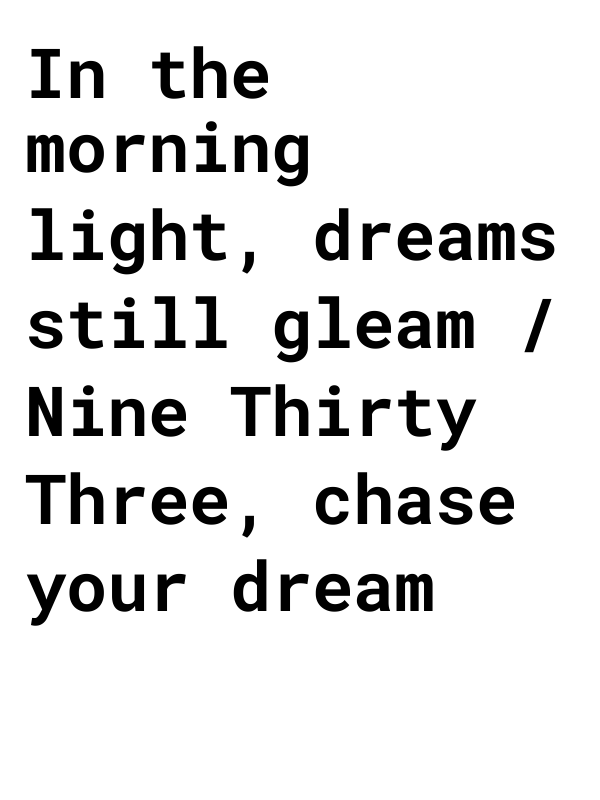 In the
morning
light, dreams
still gleam /
Nine Thirty
Three, chase
your dream